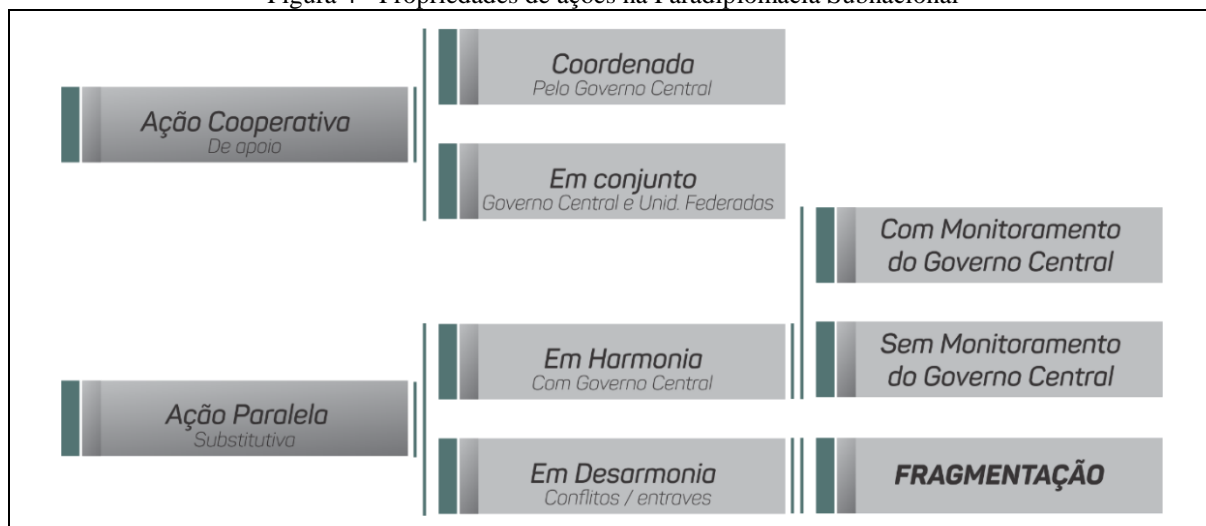 Figura 4 - Propriedades de ações na Paradiplomacia Subnacional
Ação Cooperativa
De apoio
Coordenada
Pelo Governo Central
Em conjunto
Governo Central e Unid. Federadas
Ação Paralela
Substitutiva
Em Harmonia
Com Governo Central
Com Monitoramento
do Governo Central
Sem Monitoramento
do Governo Central
Em Desarmonia
Conflitos / entraves
FRAGMENTAÇÃO